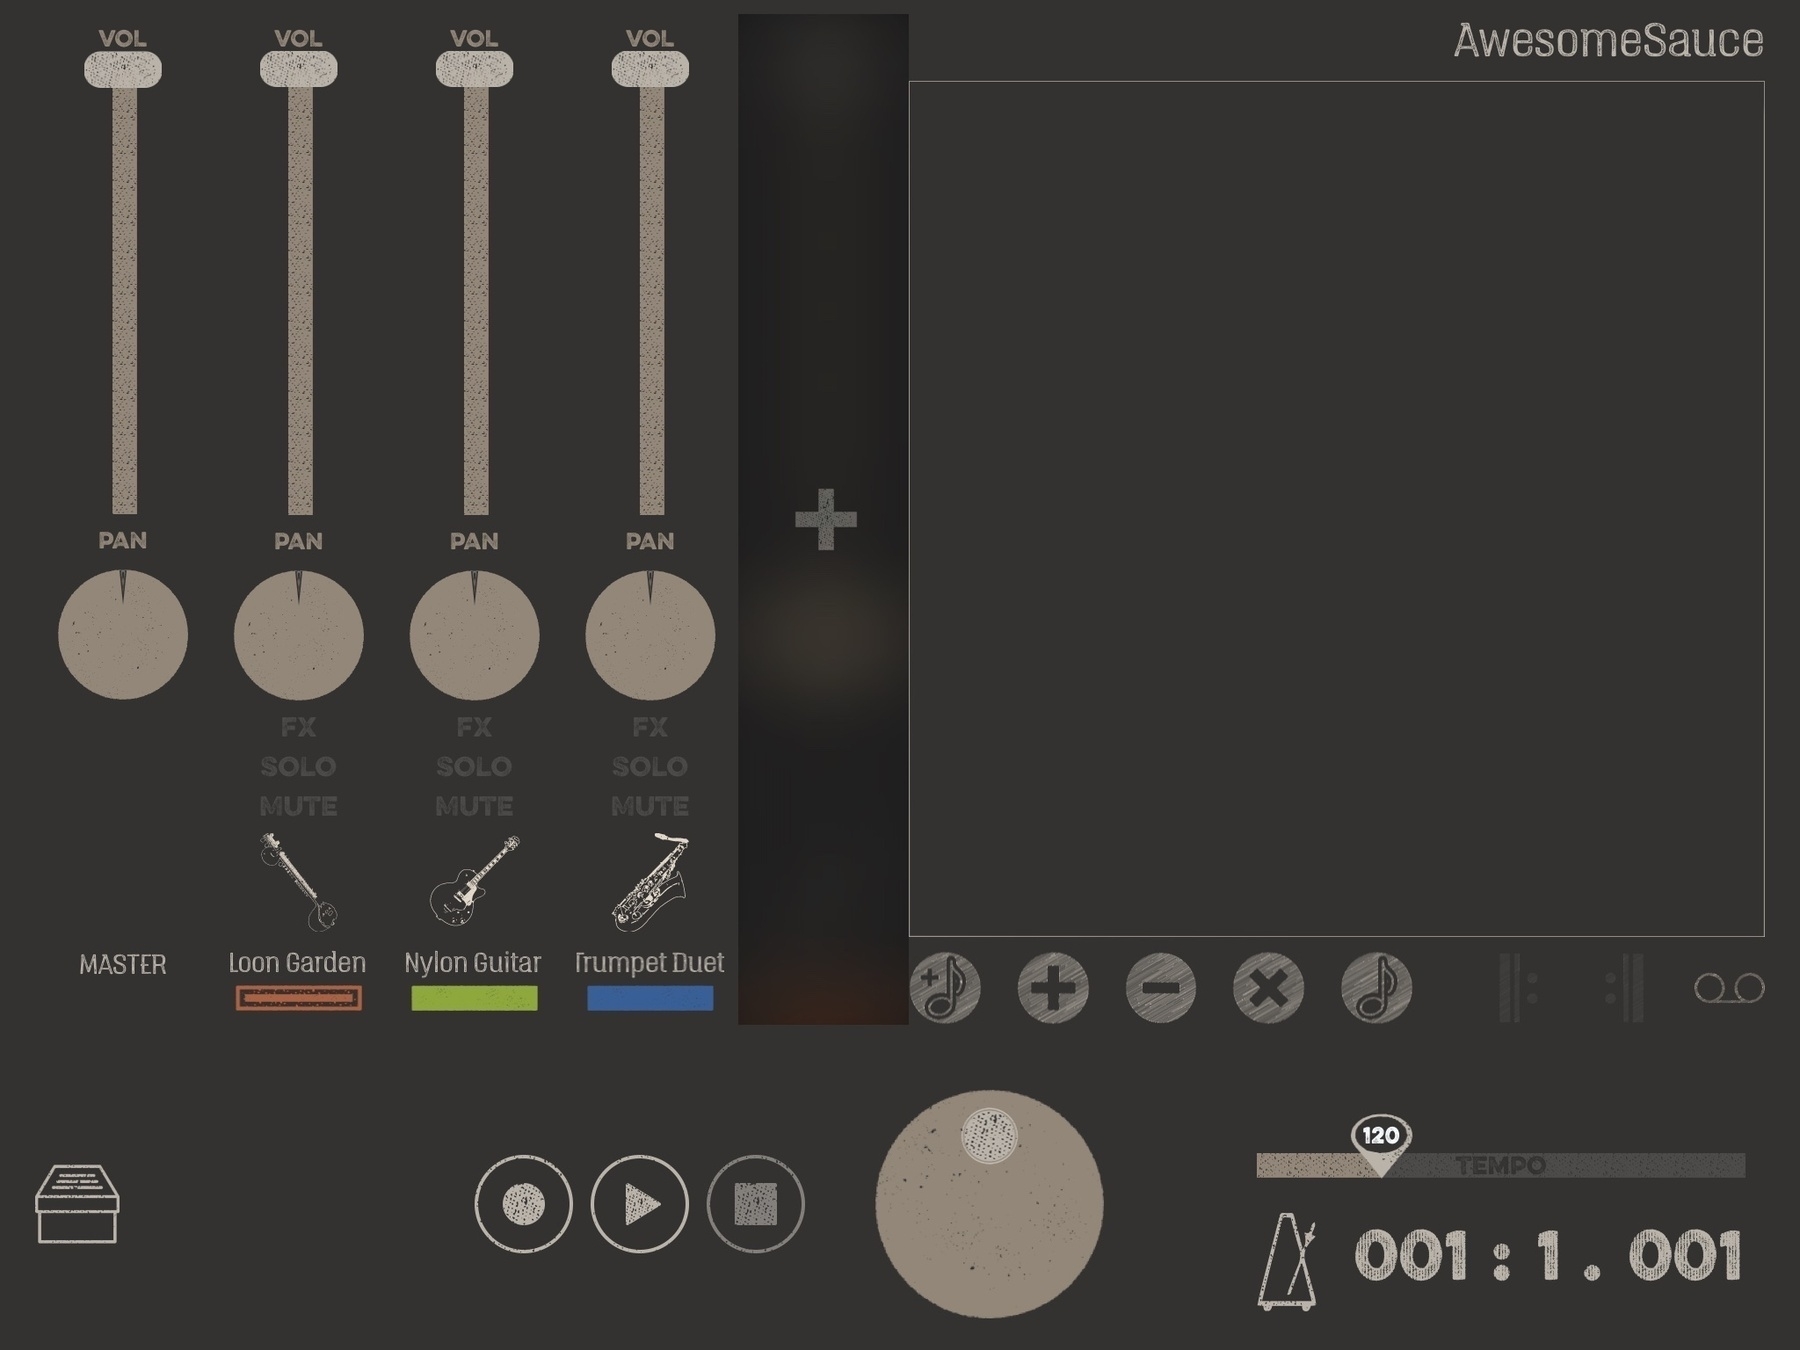 VOL VOL VOL VOL
AwesomeSauce
PAN PAN PAN PAN
FX FX FX
SOLO SOLO SOLO
MUTE MUTE MUTE
MASTER Loon Garden Nylon Guitar Trumpet Duet
120
TEMPO
001:1.001